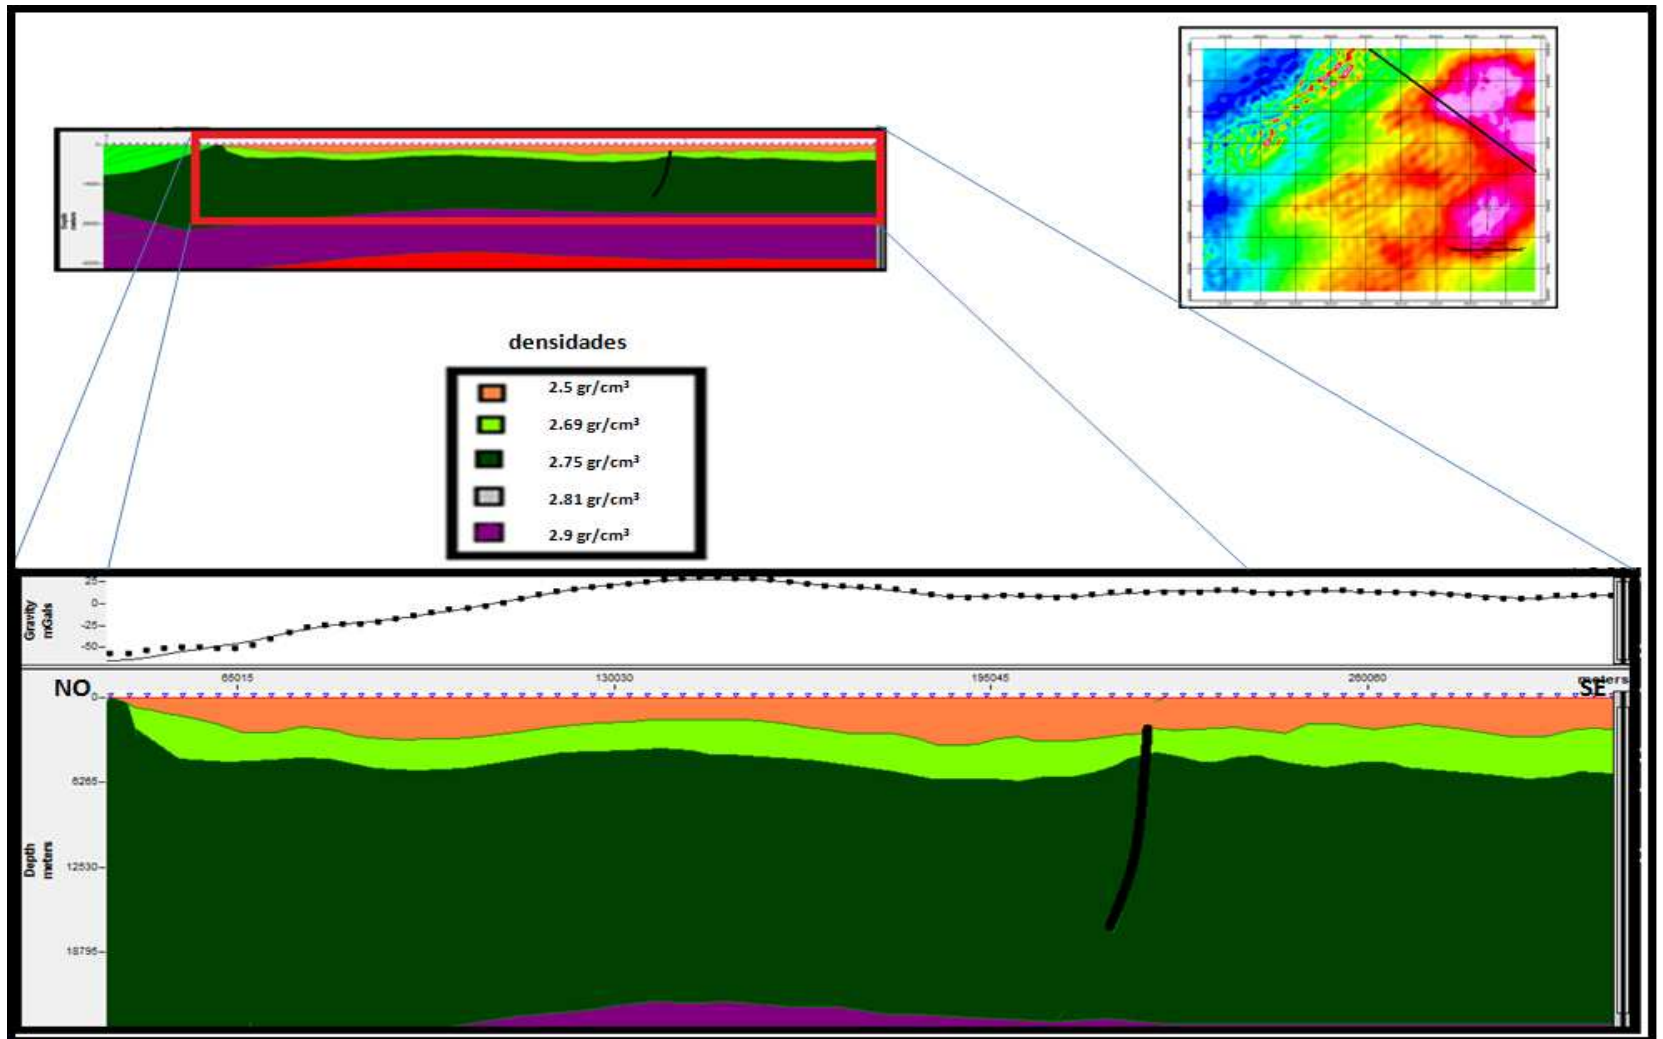 Depth
meters
densidades
2.5 gr/cm³
2.69 gr/cm³
2.75 gr/cm³
2.81 gr/cm³
2.9 gr/cm³
Gravity
mGals
25
0
-25
-50
NO
65015
130030
195045
260060
meters
SE
0
6265
12530
18795
Depth
meters